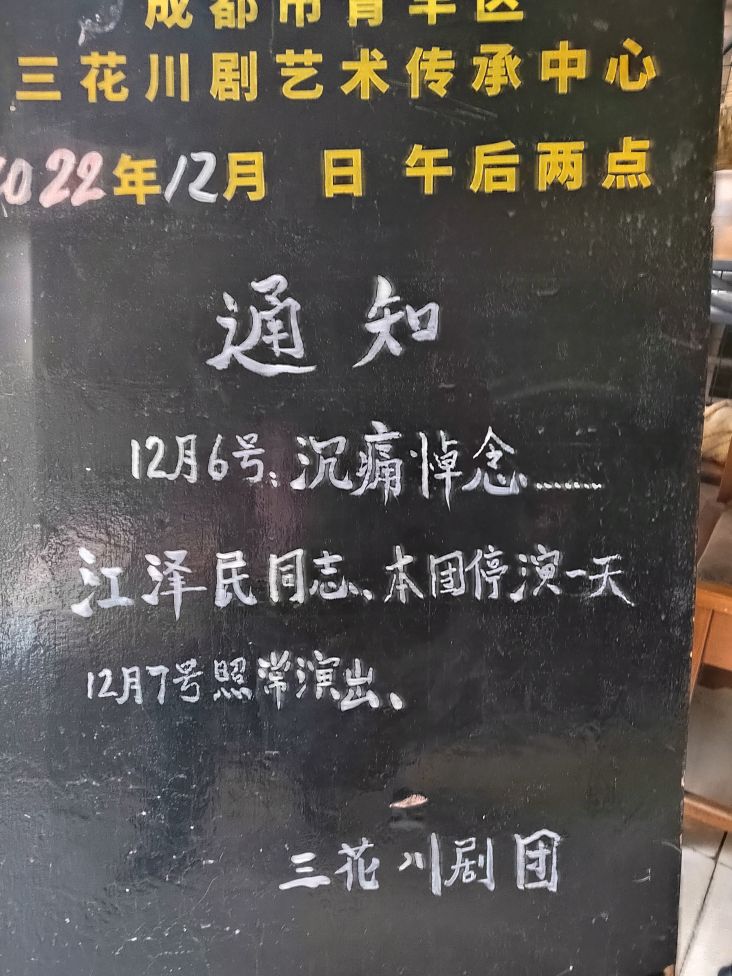 成都市青羊区
三花川剧艺术传承中心
2022年12月 日 午后两点
通知
12月6号:沉痛悼念………
江泽民同志、本团停演一天
12月7号照常演出、
三花川剧团